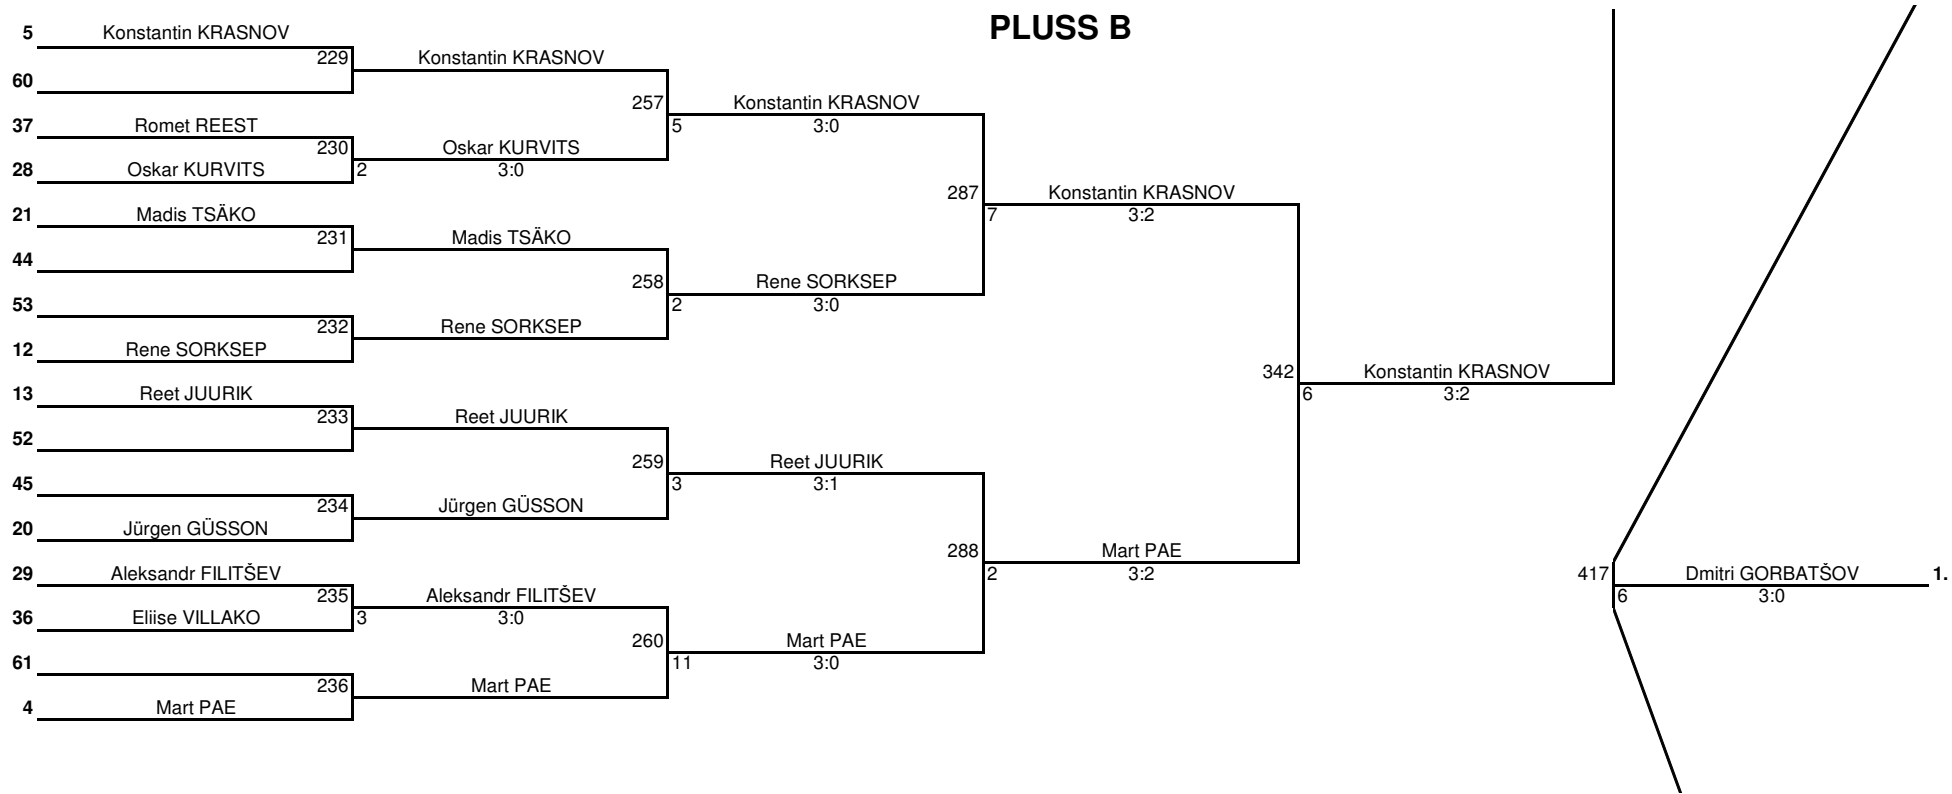 PLUSS B
5 Konstantin KRASNOV
229 Konstantin KRASNOV
60
257 Konstantin KRASNOV
5 3:0
37 Romet REEST
230 Oskar KURVITS
28 Oskar KURVITS 2 3:0
287 Konstantin KRASNOV
7 3:2
21 Madis TSÄKO
231 Madis TSÄKO
44
258 Rene SORKSEP
2 3:0
53
232 Rene SORKSEP
12 Rene SORKSEP
342 Konstantin KRASNOV
6 3:2
13 Reet JUURIK
233 Reet JUURIK
52
259 Reet JUURIK
3 3:1
45
234 Jürgen GÜSSON
20 Jürgen GÜSSON
288 Mart PAE
2 3:2
29 Aleksandr FILITŠEV
235 Aleksandr FILITŠEV
36 Eliise VILLAKO 3 3:0
260 Mart PAE
11 3:0
61
236 Mart PAE
4 Mart PAE
417 Dmitri GORBATŠOV 1.
6 3:0